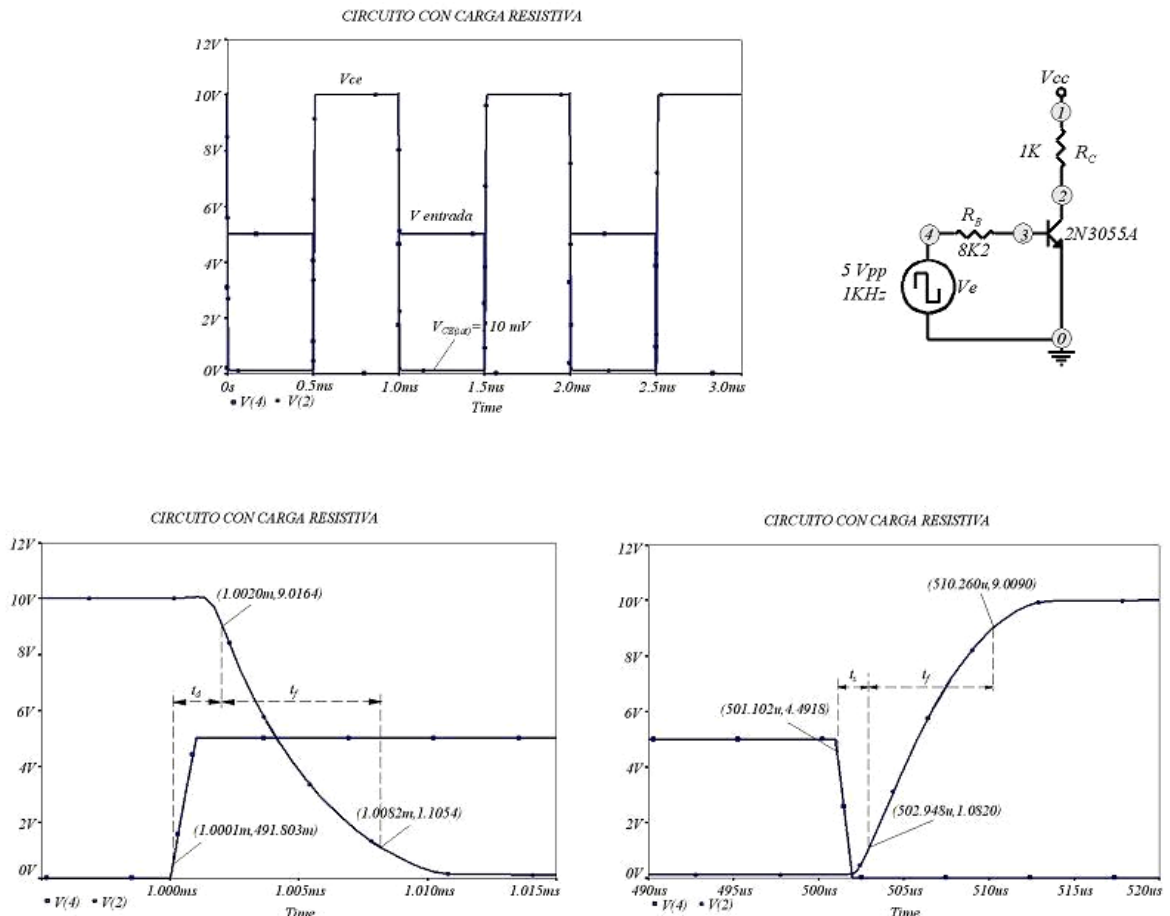 CIRCUITO CON CARGA RESISTIVA
12V
10V
8V
6V
4V
2V
0V
Vce
V entrada
V_CE(sat)=110 mV
0s 0.5ms 1.0ms 1.5ms 2.0ms 2.5ms 3.0ms
V(4) V(2)
Time
Vcc
1
1K R_C
2
R_B
4 3 2N3055A
8K2
5 Vpp
1KHz
Ve
0
CIRCUITO CON CARGA RESISTIVA
12V
10V
8V
6V
4V
2V
0V
(1.0020m,9.0164)
t_d t_f
(1.0082m,1.1054)
(1.0001m,491.803m)
1.000ms 1.005ms 1.010ms 1.015ms
V(4) V(2)
Time
CIRCUITO CON CARGA RESISTIVA
12V
10V
8V
6V
4V
2V
0V
(510.260u,9.0090)
t_s t_f
(501.102u,4.4918)
(502.948u,1.0820)
490us 495us 500us 505us 510us 515us 520us
V(4) V(2)
Time